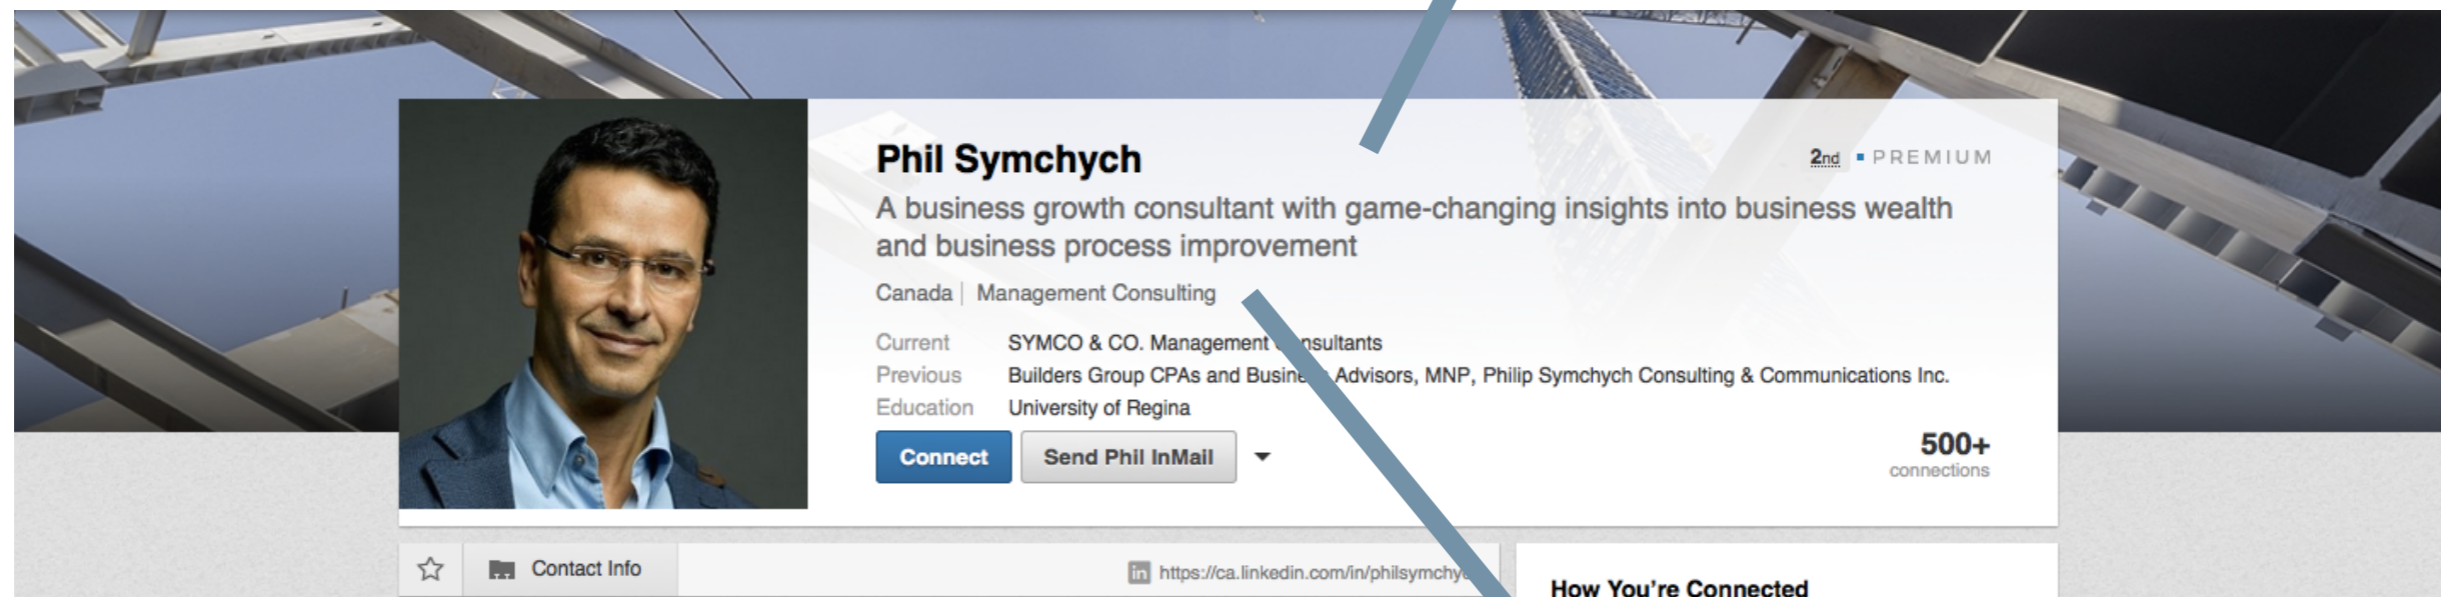 Phil Symchych
2nd PREMIUM
A business growth consultant with game-changing insights into business wealth
and business process improvement
Canada | Management Consulting
Current SYMCO & CO. Management
Previous Builders Group CPAs and Advisors, MNP, Philip Symchych Consulting & Communications Inc.
Education University of Regina
Connect Send Phil InMail
500+
connections
Contact Info
in
How You're Connected